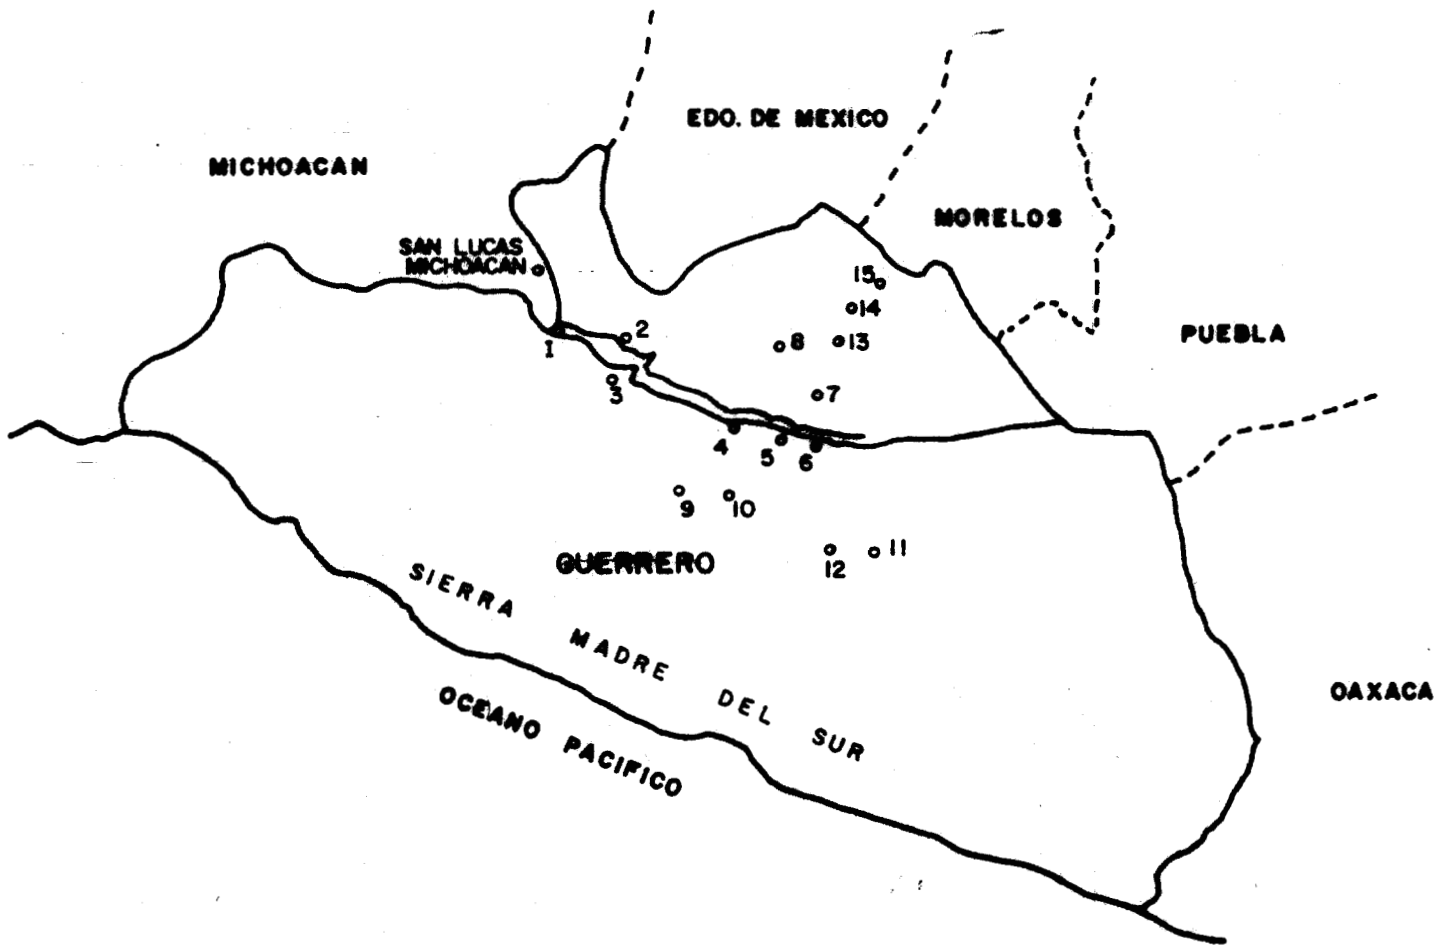 EDO. DE MEXICO
MICHOACAN
MORELOS
SAN LUCAS
MICHOACAN
15
14
PUEBLA
2
I
8
13
3
7
4
5
6
9
10
GUERRERO
11
12
SIERRA MADRE DEL SUR
OAXACA
OCEANO PACIFICO